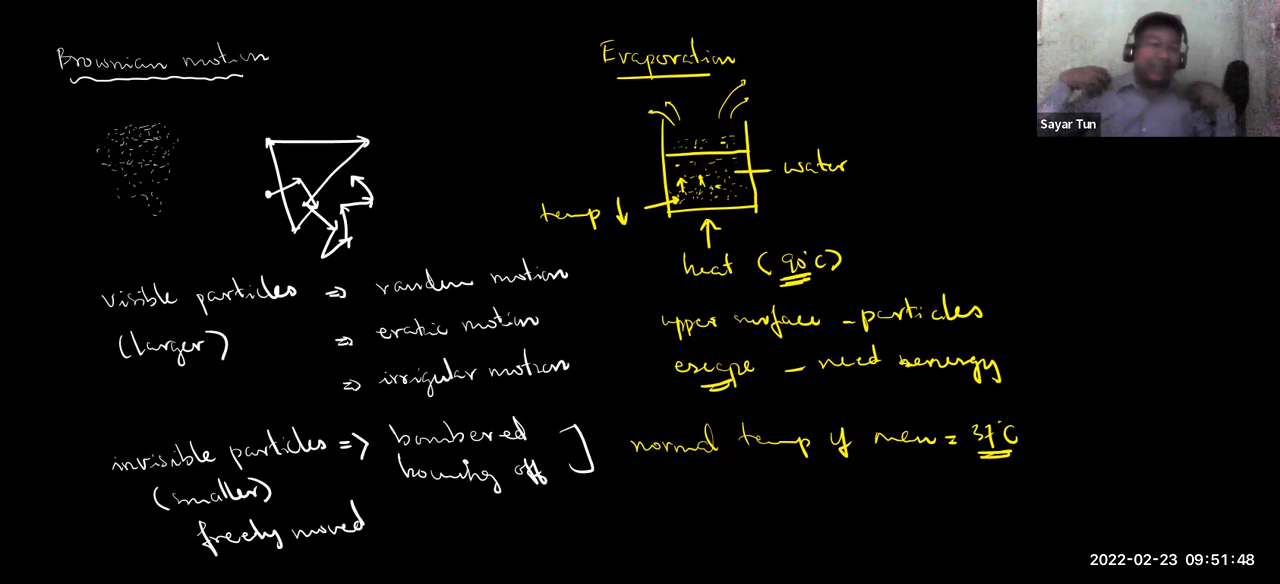 Brownian motion
visible particles => random motion
(larger) => eratic motion
=> irrigular motion
invisible particles => bombered
(smaller) bouncing off
freely moved
Evaporation
water
temp ↓
heat (90°C)
upper surface - particles
escape - need energy
normal temp of men = 37°C
Sayar Tun
2022-02-23 09:51:48